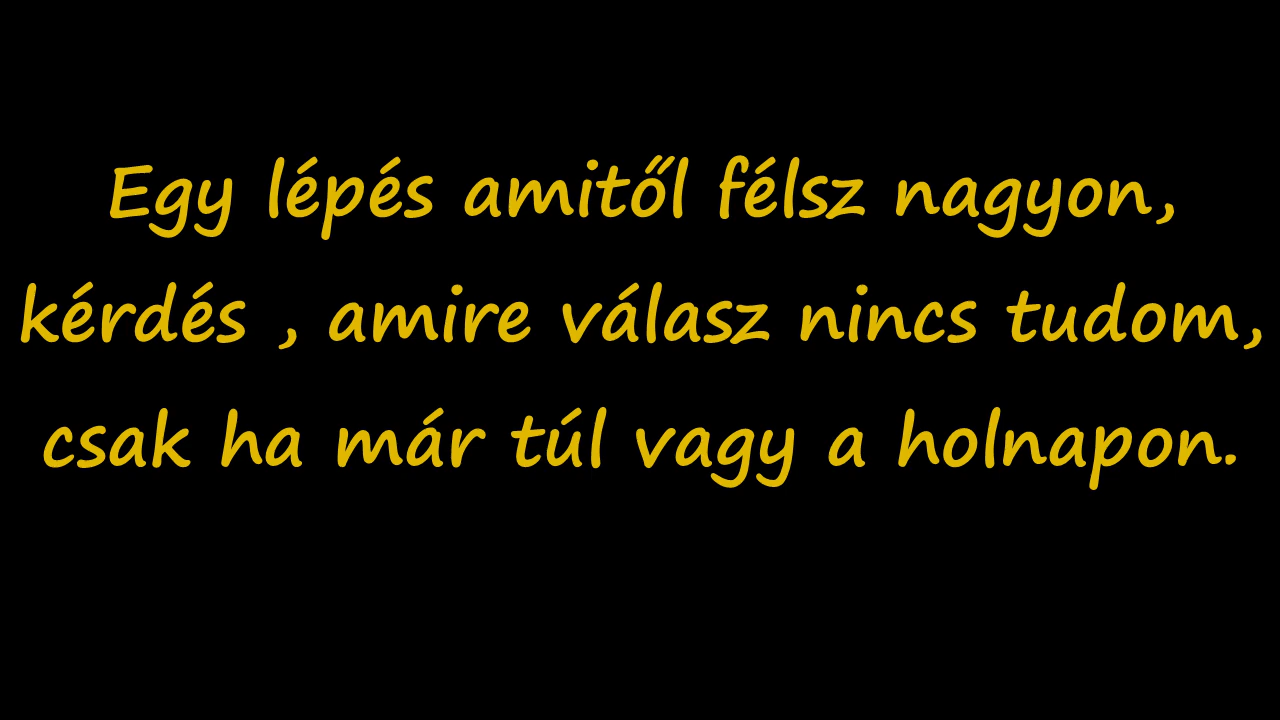 Egy lépés amitől félsz nagyon,
kérdés , amire válasz nincs tudom,
csak ha már túl vagy a holnapon.